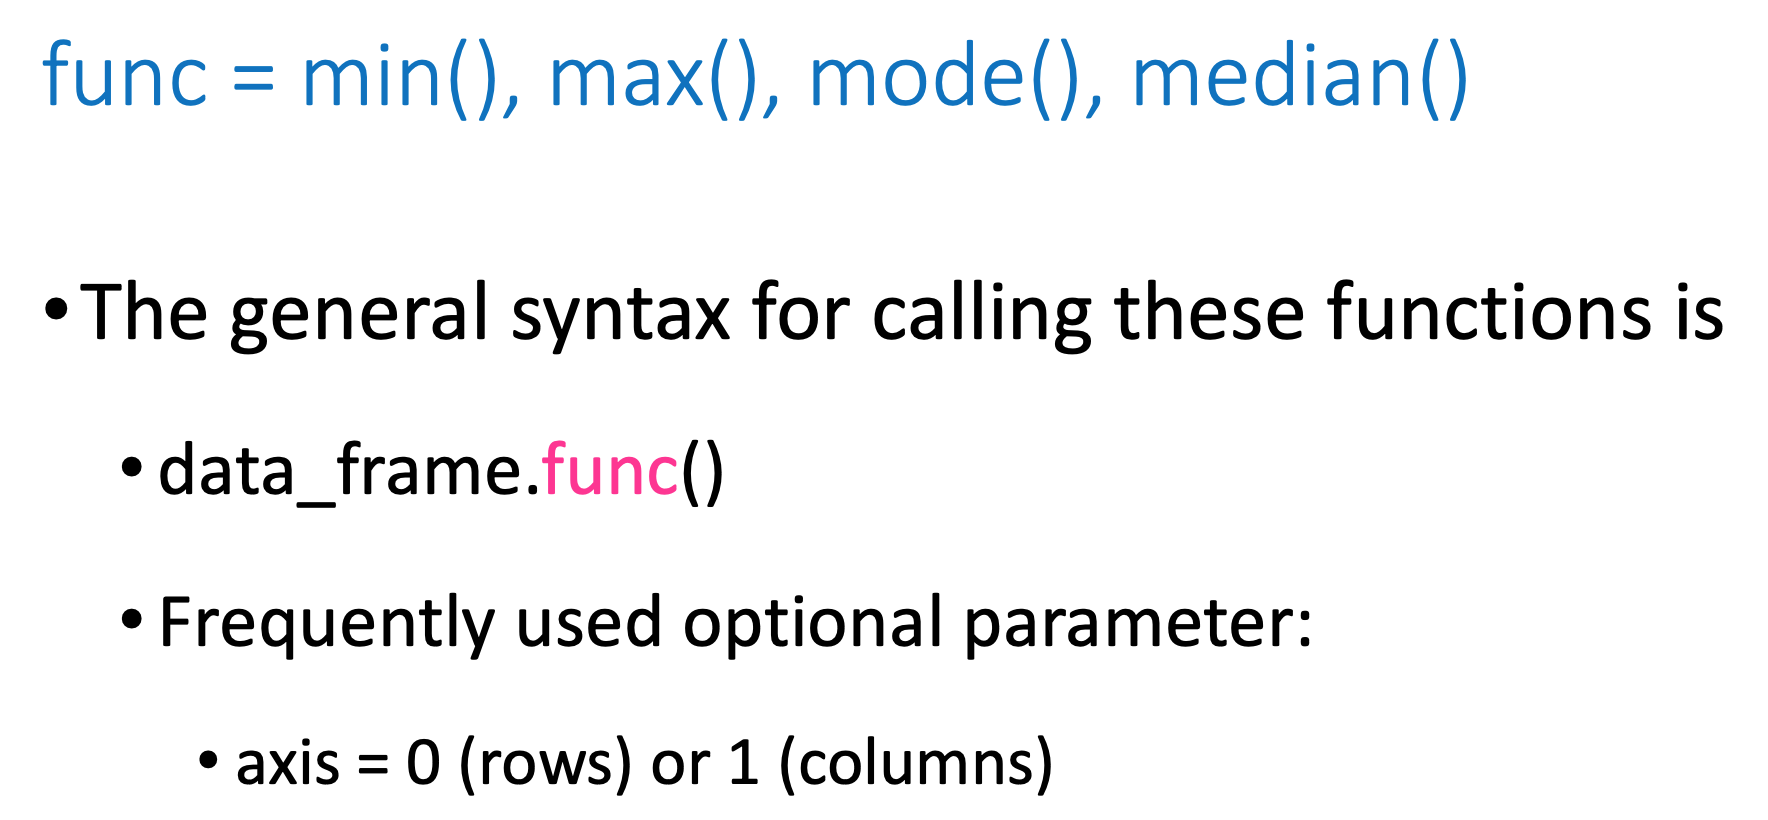 func = min(), max(), mode(), median()
• The general syntax for calling these functions is
• data_frame.func()
• Frequently used optional parameter:
• axis = 0 (rows) or 1 (columns)